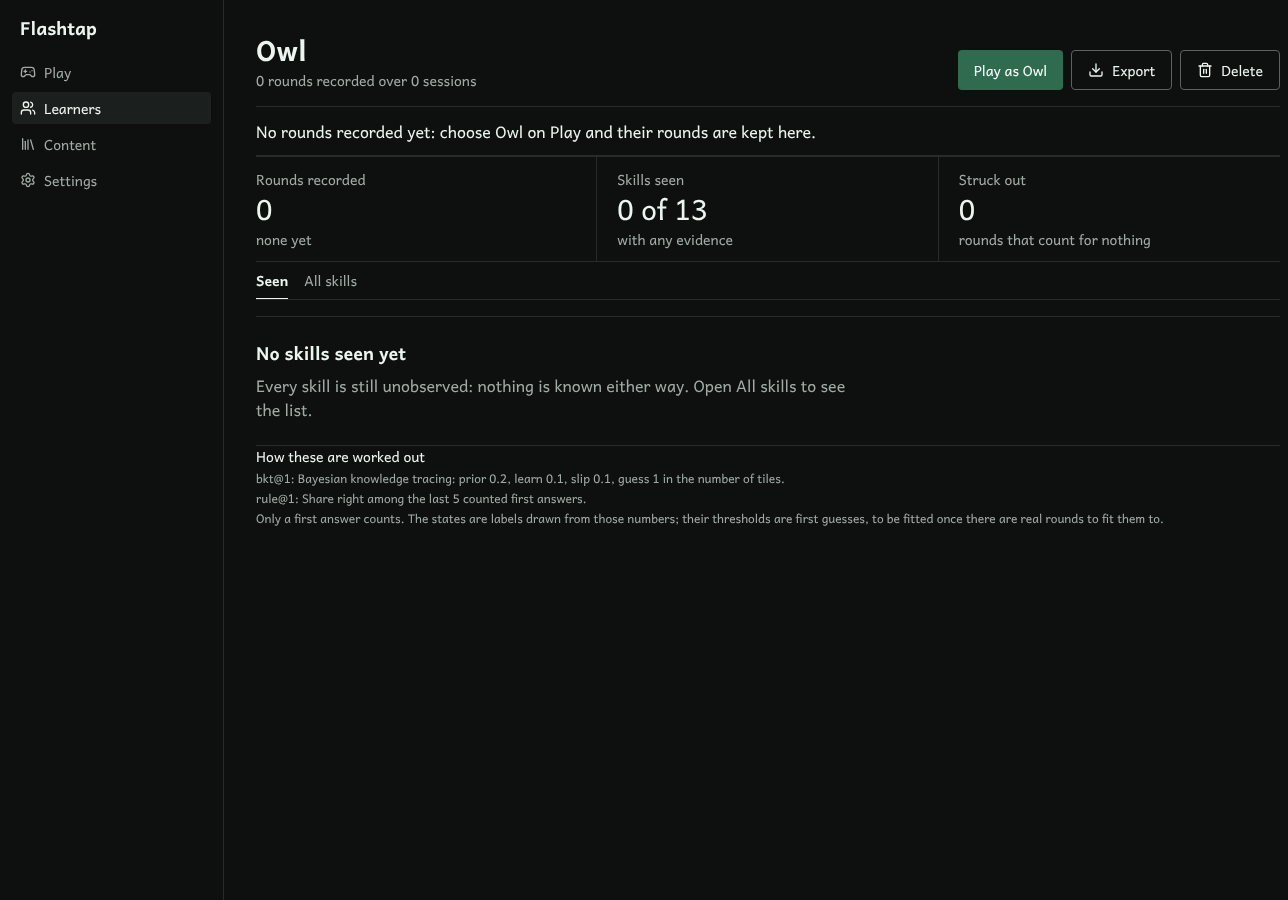 Flashtap
Play
Learners
Content
Settings
Owl
0 rounds recorded over 0 sessions
Play as Owl
Export
Delete
No rounds recorded yet: choose Owl on Play and their rounds are kept here.
Rounds recorded
0
none yet
Skills seen
0 of 13
with any evidence
Struck out
0
rounds that count for nothing
Seen
All skills
No skills seen yet
Every skill is still unobserved: nothing is known either way. Open All skills to see
the list.
How these are worked out
bkt@1: Bayesian knowledge tracing: prior 0.2, learn 0.1, slip 0.1, guess 1 in the number of tiles.
rule@1: Share right among the last 5 counted first answers.
Only a first answer counts. The states are labels drawn from those numbers; their thresholds are first guesses, to be fitted once there are real rounds to fit them to.